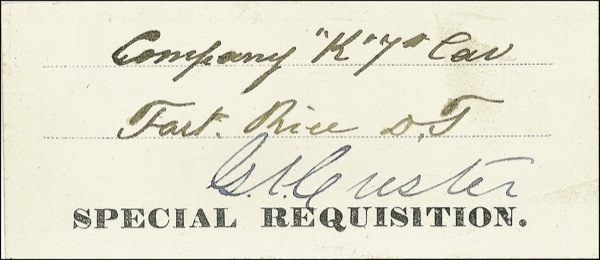 Company "K" 7th Cav
Fort. Rice D.T
G.A. Custer
SPECIAL REQUISITION.